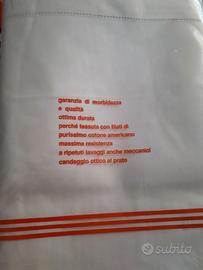 garanzia di morbidezza
e qualità
ottima durata
perché tessuta con filati di
purissimo cotone americano
massima resistenza
a ripetuti lavaggi anche meccanici
candeggio ottico al prato
subito